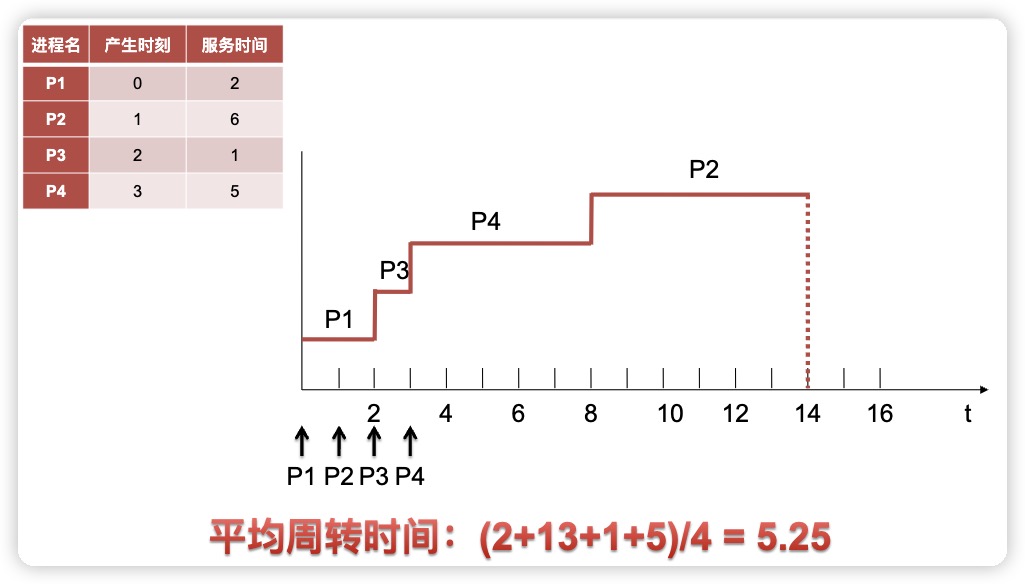 进程名 产生时刻 服务时间
P1 0 2
P2 1 6
P3 2 1
P4 3 5
P2
P4
P3
P1
2 4 6 8 10 12 14 16 t
P1 P2 P3 P4
平均周转时间：(2+13+1+5)/4 = 5.25